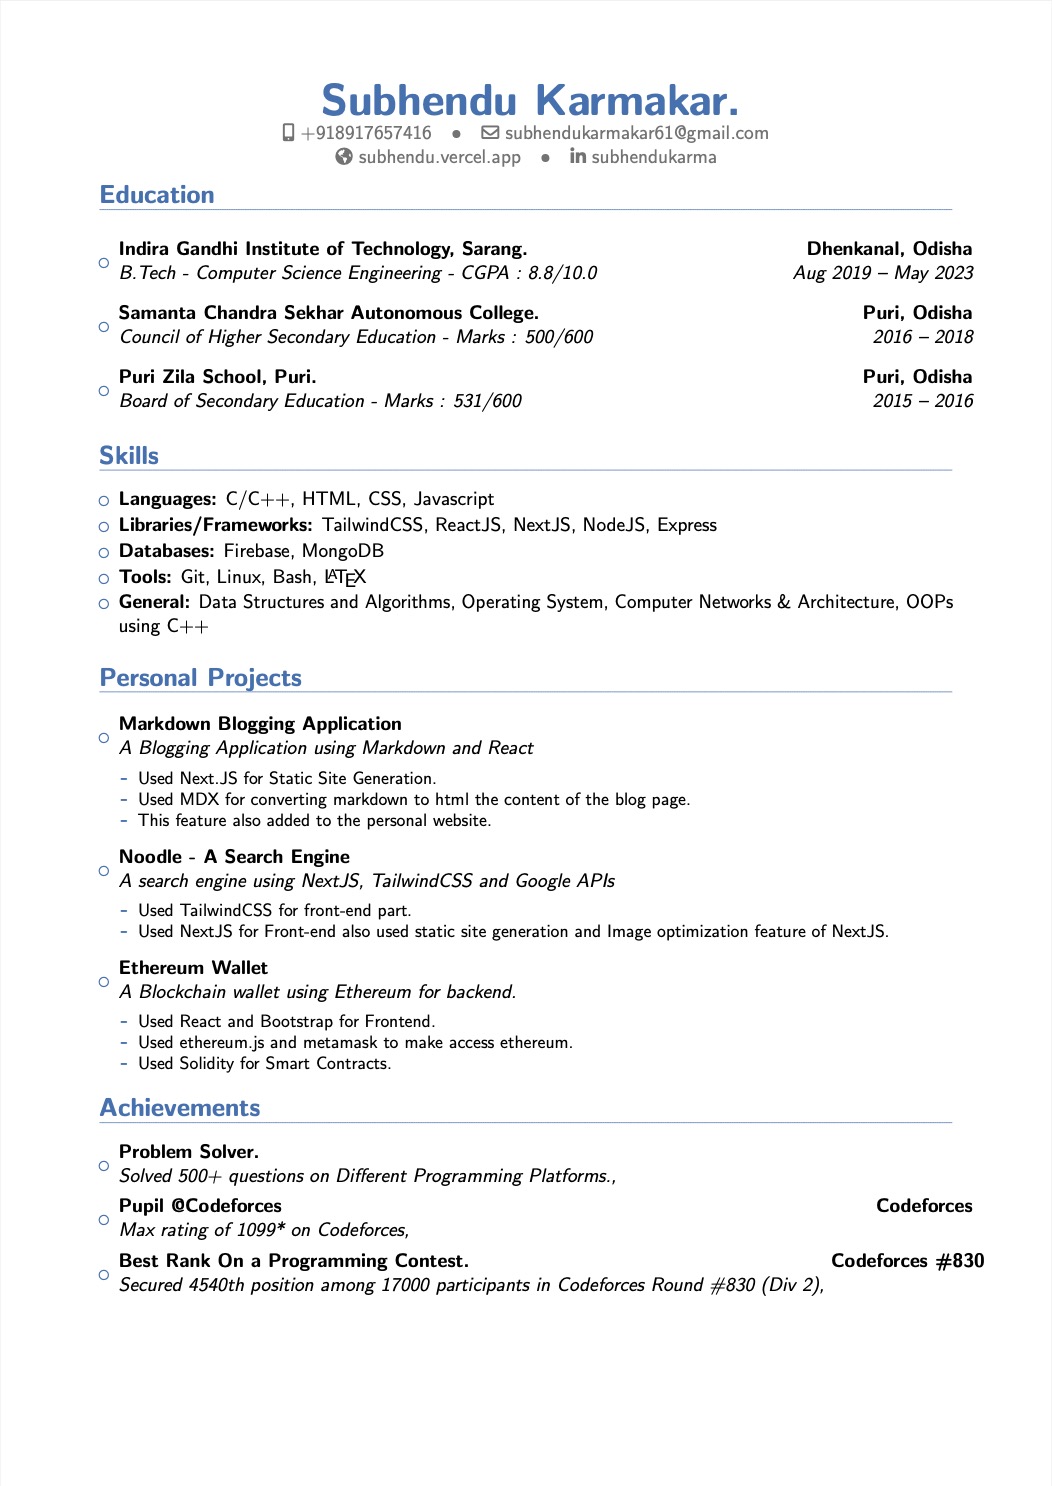 Subhendu Karmakar.
+918917657416 ● subhendukarmakar61@gmail.com
subhendu.vercel.app ● in subhendukarma
Education
Indira Gandhi Institute of Technology, Sarang. Dhenkanal, Odisha
B.Tech - Computer Science Engineering - CGPA : 8.8/10.0 Aug 2019 – May 2023
Samanta Chandra Sekhar Autonomous College. Puri, Odisha
Council of Higher Secondary Education - Marks : 500/600 2016 – 2018
Puri Zila School, Puri. Puri, Odisha
Board of Secondary Education - Marks : 531/600 2015 – 2016
Skills
Languages: C/C++, HTML, CSS, Javascript
Libraries/Frameworks: TailwindCSS, ReactJS, NextJS, NodeJS, Express
Databases: Firebase, MongoDB
Tools: Git, Linux, Bash, LATEX
General: Data Structures and Algorithms, Operating System, Computer Networks & Architecture, OOPs
using C++
Personal Projects
Markdown Blogging Application
A Blogging Application using Markdown and React
- Used Next.JS for Static Site Generation.
- Used MDX for converting markdown to html the content of the blog page.
- This feature also added to the personal website.
Noodle - A Search Engine
A search engine using NextJS, TailwindCSS and Google APIs
- Used TailwindCSS for front-end part.
- Used NextJS for Front-end also used static site generation and Image optimization feature of NextJS.
Ethereum Wallet
A Blockchain wallet using Ethereum for backend.
- Used React and Bootstrap for Frontend.
- Used ethereum.js and metamask to make access ethereum.
- Used Solidity for Smart Contracts.
Achievements
Problem Solver.
Solved 500+ questions on Different Programming Platforms.,
Pupil @Codeforces Codeforces
Max rating of 1099* on Codeforces,
Best Rank On a Programming Contest. Codeforces #830
Secured 4540th position among 17000 participants in Codeforces Round #830 (Div 2),